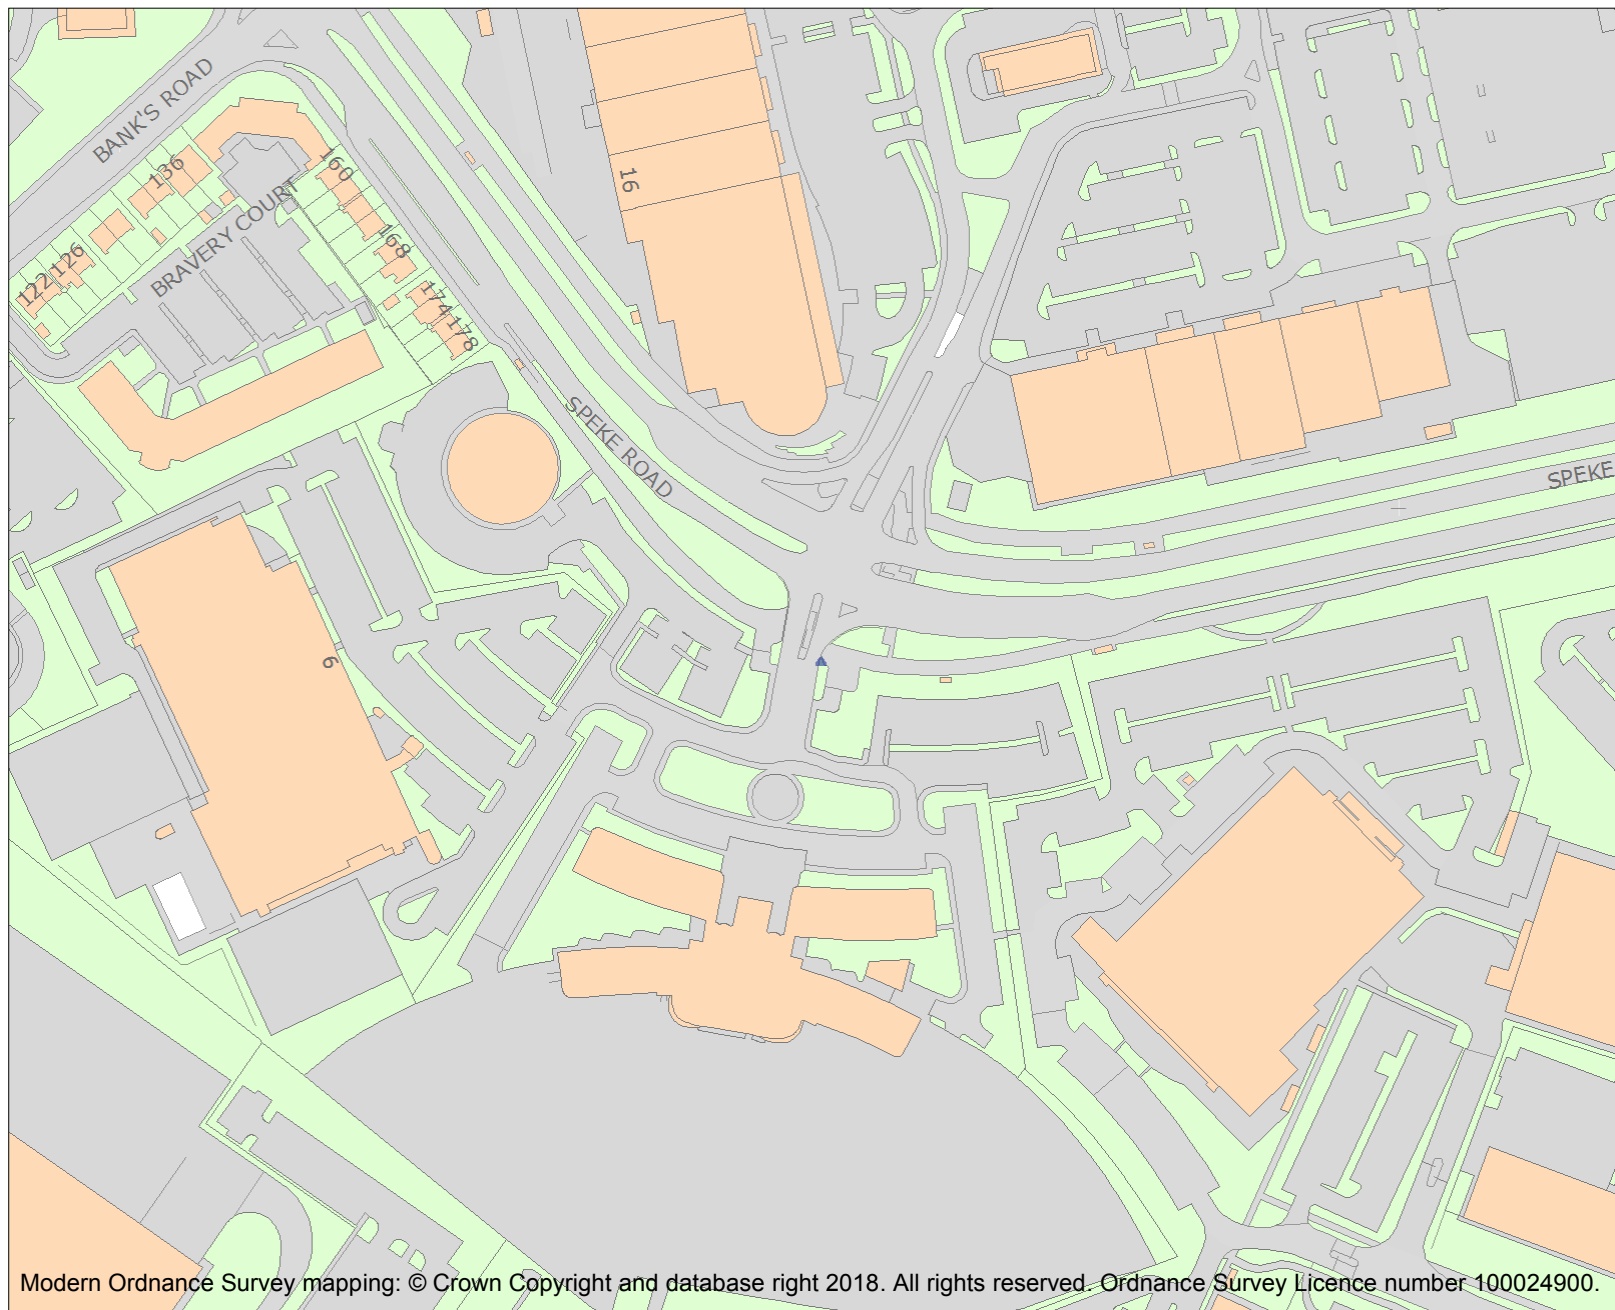 BANK'S ROAD
136
160
16
BRAVERY COURT
168
122
126
174
178
SPEKE ROAD
SPEKE
6
Modern Ordnance Survey mapping: © Crown Copyright and database right 2018. All rights reserved. Ordnance Survey Licence number 100024900.